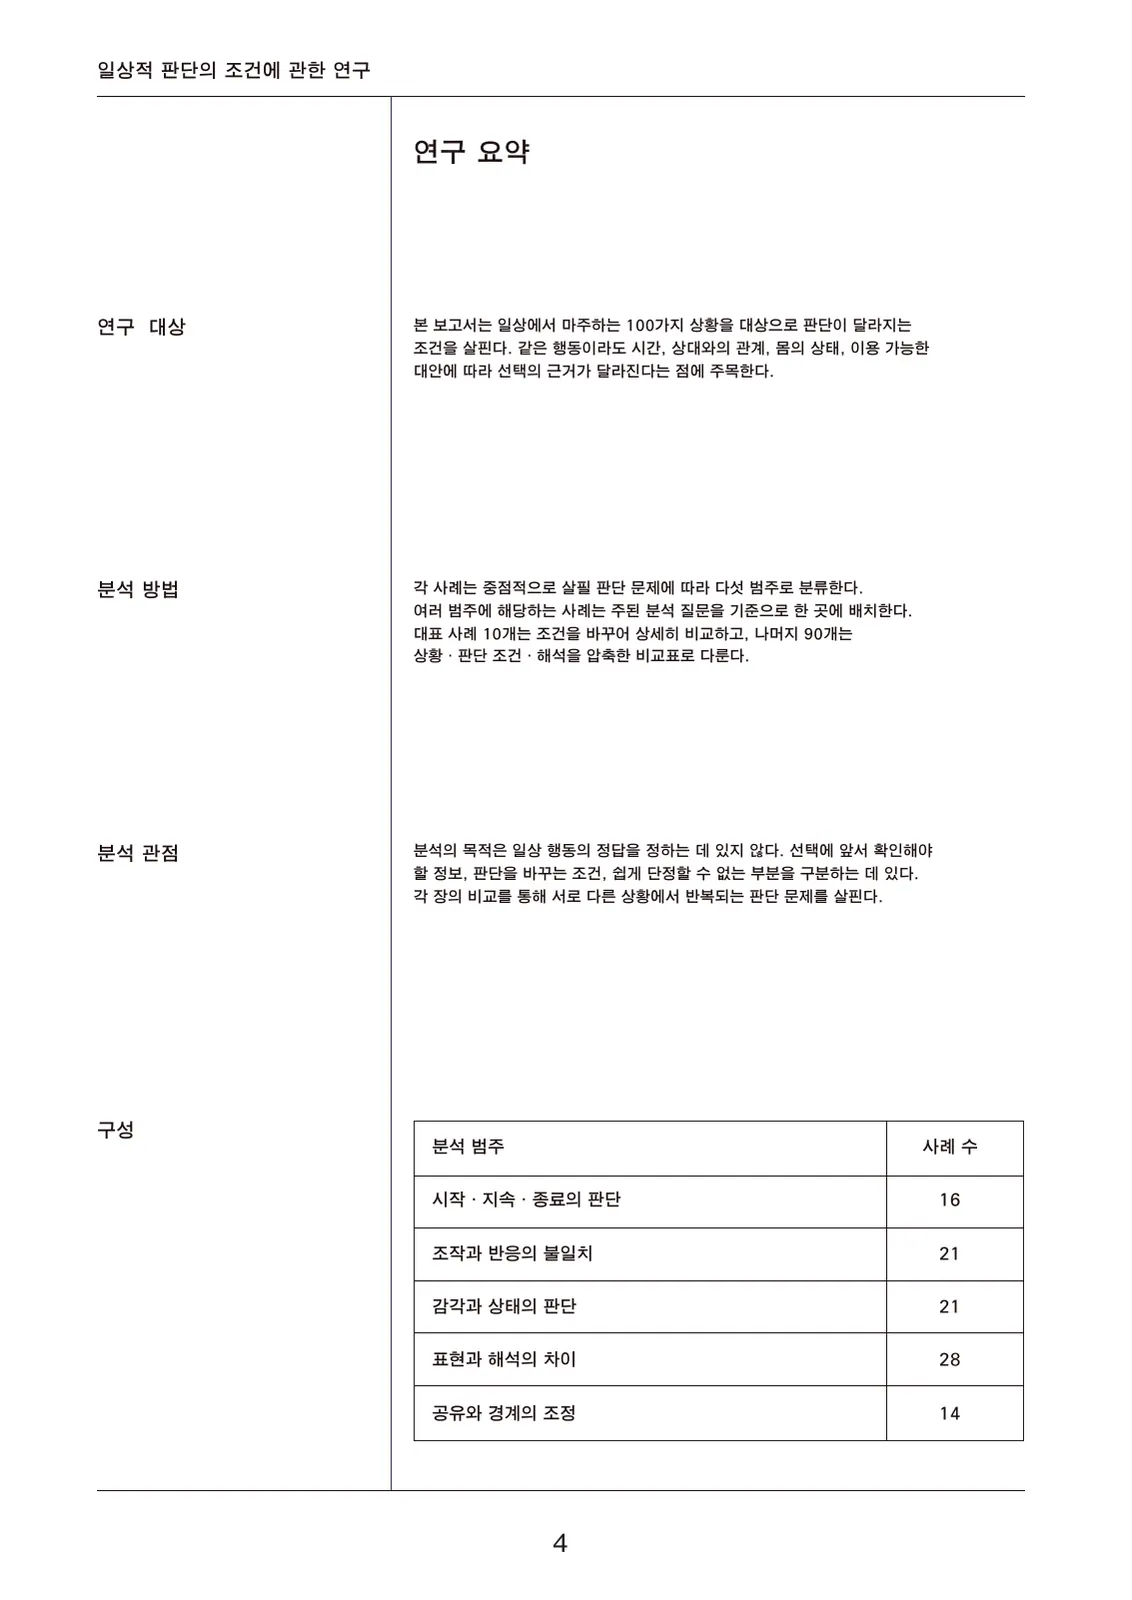 일상적 판단의 조건에 관한 연구
연구 요약
연구 대상
본 보고서는 일상에서 마주하는 100가지 상황을 대상으로 판단이 달라지는
조건을 살핀다. 같은 행동이라도 시간, 상대와의 관계, 몸의 상태, 이용 가능한
대안에 따라 선택의 근거가 달라진다는 점에 주목한다.
분석 방법
각 사례는 중점적으로 살필 판단 문제에 따라 다섯 범주로 분류한다.
여러 범주에 해당하는 사례는 주된 분석 질문을 기준으로 한 곳에 배치한다.
대표 사례 10개는 조건을 바꾸어 상세히 비교하고, 나머지 90개는
상황 · 판단 조건 · 해석을 압축한 비교표로 다룬다.
분석 관점
분석의 목적은 일상 행동의 정답을 정하는 데 있지 않다. 선택에 앞서 확인해야
할 정보, 판단을 바꾸는 조건, 쉽게 단정할 수 없는 부분을 구분하는 데 있다.
각 장의 비교를 통해 서로 다른 상황에서 반복되는 판단 문제를 살핀다.
구성
분석 범주 사례 수
시작 · 지속 · 종료의 판단 16
조작과 반응의 불일치 21
감각과 상태의 판단 21
표현과 해석의 차이 28
공유와 경계의 조정 14
4